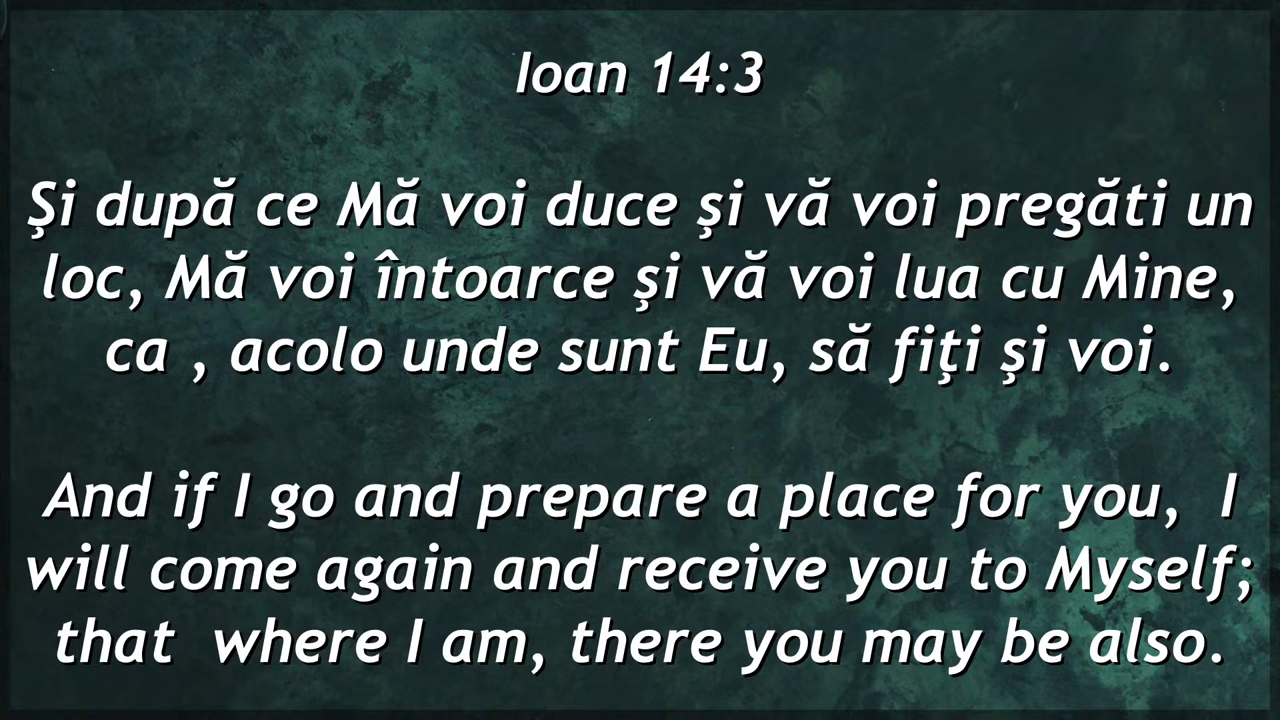 Ioan 14:3
Şi după ce Mă voi duce şi vă voi pregăti un
loc, Mă voi întoarce şi vă voi lua cu Mine,
ca , acolo unde sunt Eu, să fiţi şi voi.
And if I go and prepare a place for you,  I
will come again and receive you to Myself;
that  where I am, there you may be also.